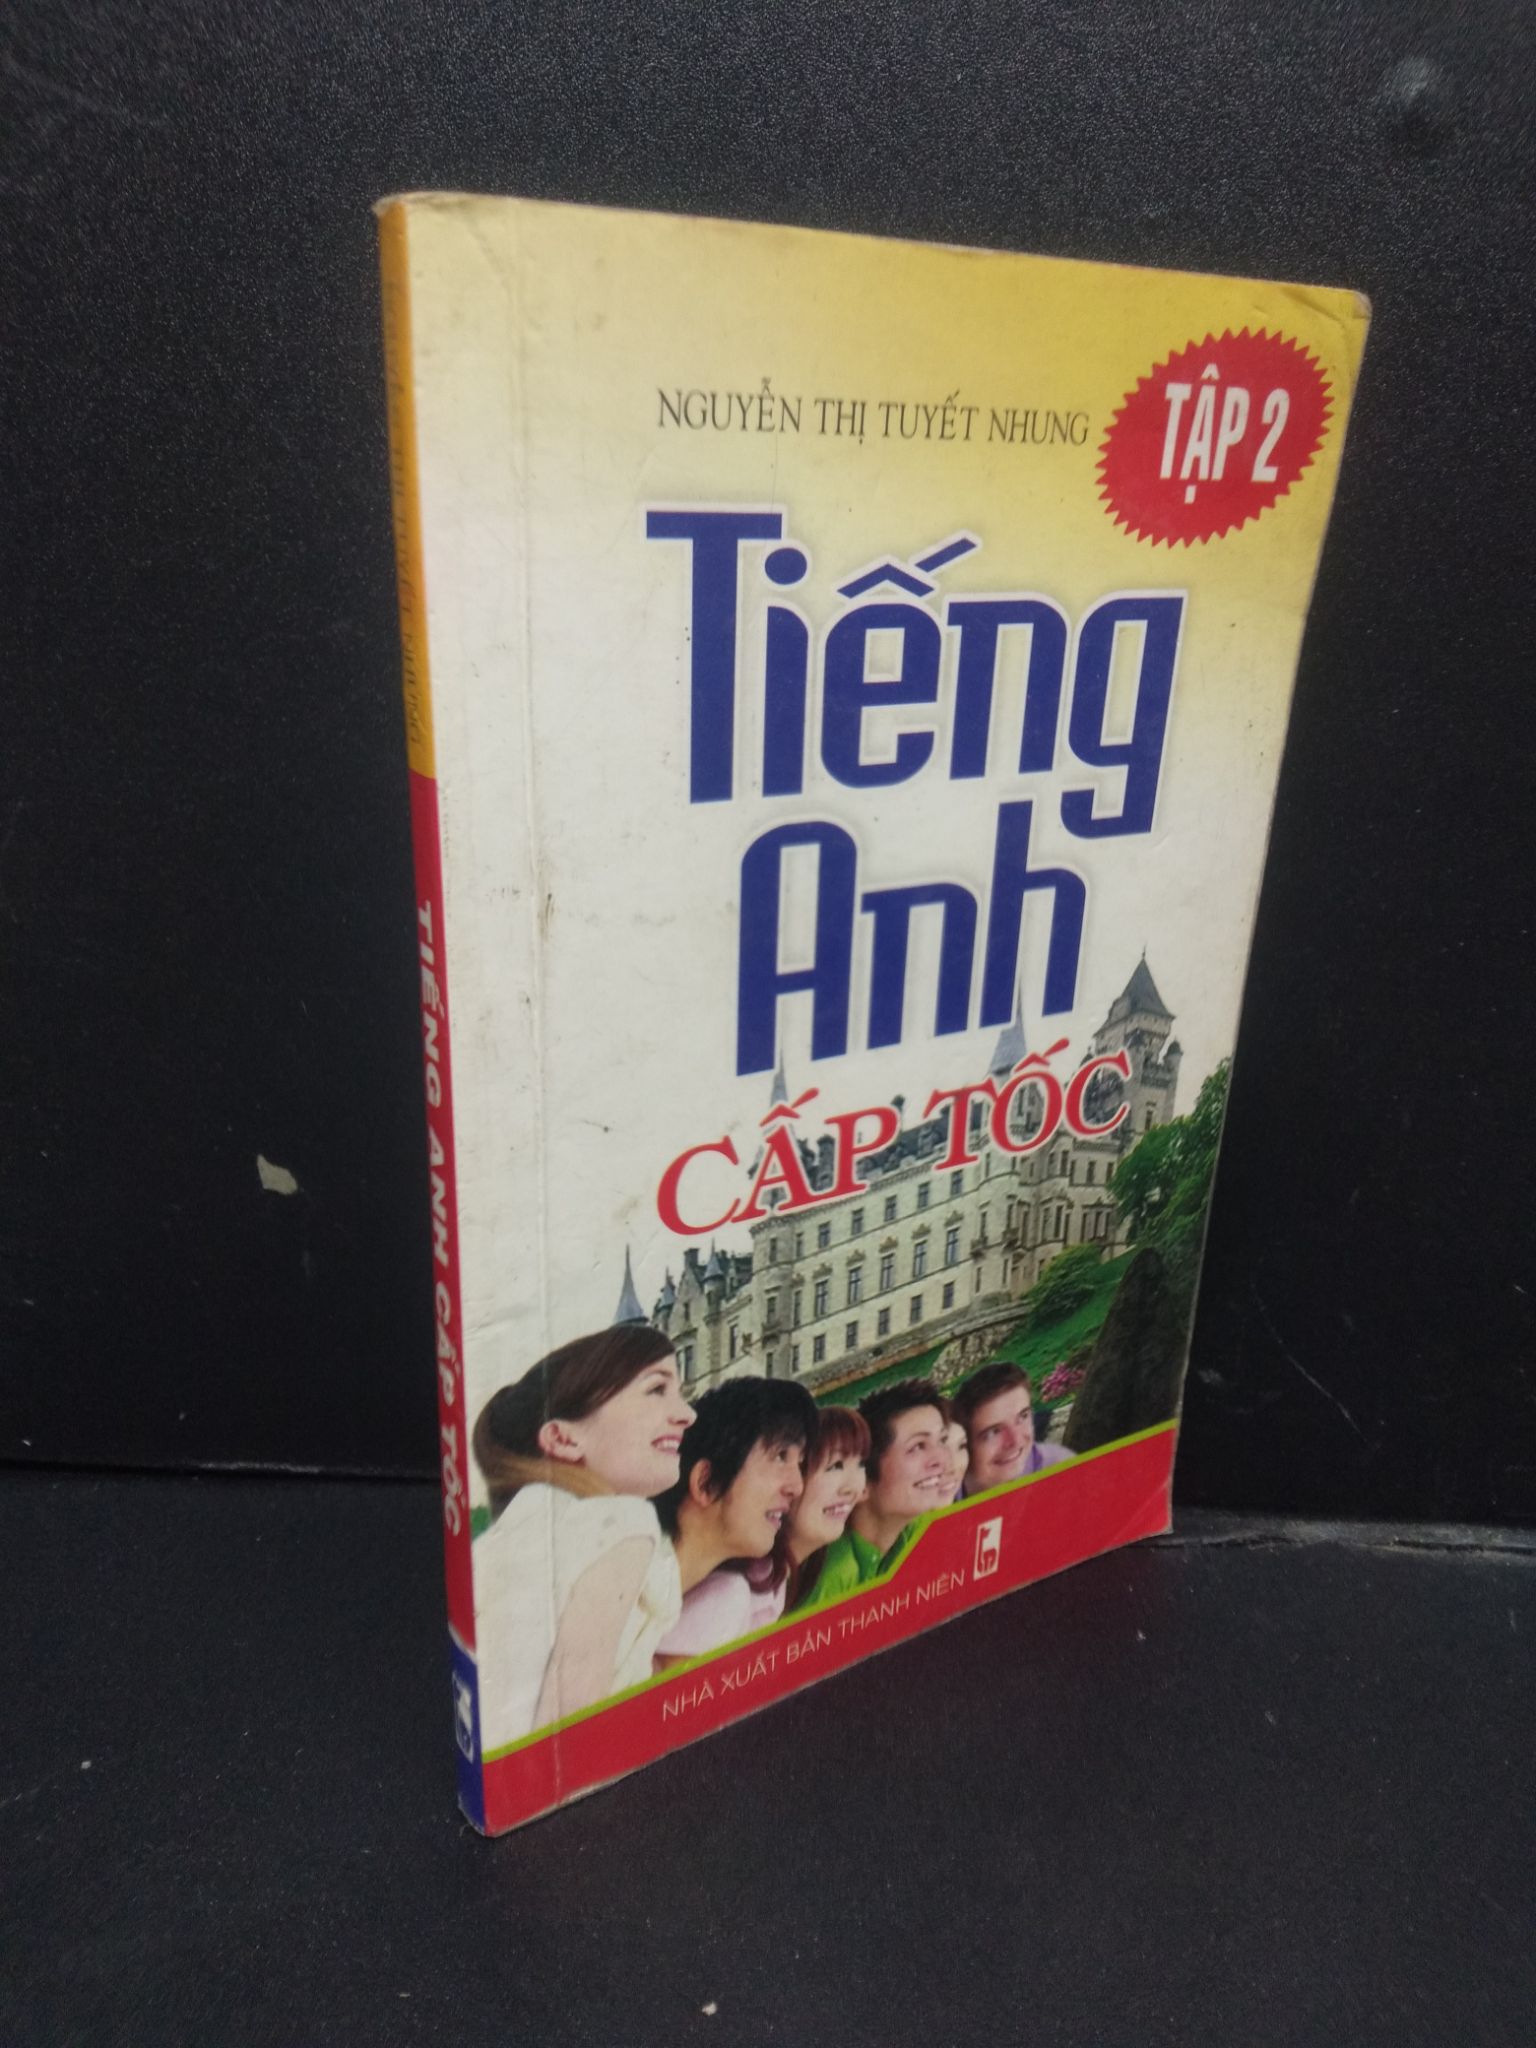 NGUYỄN THỊ TUYẾT NHUNG
TẬP 2
Tiếng
Anh
CẤP TỐC
NHÀ XUẤT BẢN THANH NIÊN
TIẾNG ANH CẤP TỐC